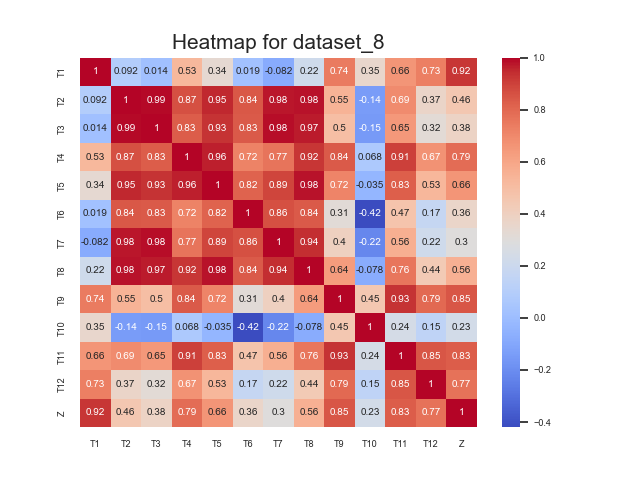 Heatmap for dataset_8
T1 1 0.092 0.014 0.53 0.34 0.019 -0.082 0.22 0.74 0.35 0.66 0.73 0.92
T2 0.092 1 0.99 0.87 0.95 0.84 0.98 0.98 0.55 -0.14 0.69 0.37 0.46
T3 0.014 0.99 1 0.83 0.93 0.83 0.98 0.97 0.5 -0.15 0.65 0.32 0.38
T4 0.53 0.87 0.83 1 0.96 0.72 0.77 0.92 0.84 0.068 0.91 0.67 0.79
T5 0.34 0.95 0.93 0.96 1 0.82 0.89 0.98 0.72 -0.035 0.83 0.53 0.66
T6 0.019 0.84 0.83 0.72 0.82 1 0.86 0.84 0.31 -0.42 0.47 0.17 0.36
T7 -0.082 0.98 0.98 0.77 0.89 0.86 1 0.94 0.4 -0.22 0.56 0.22 0.3
T8 0.22 0.98 0.97 0.92 0.98 0.84 0.94 1 0.64 -0.078 0.76 0.44 0.56
T9 0.74 0.55 0.5 0.84 0.72 0.31 0.4 0.64 1 0.45 0.93 0.79 0.85
T10 0.35 -0.14 -0.15 0.068 -0.035 -0.42 -0.22 -0.078 0.45 1 0.24 0.15 0.23
T11 0.66 0.69 0.65 0.91 0.83 0.47 0.56 0.76 0.93 0.24 1 0.85 0.83
T12 0.73 0.37 0.32 0.67 0.53 0.17 0.22 0.44 0.79 0.15 0.85 1 0.77
Z 0.92 0.46 0.38 0.79 0.66 0.36 0.3 0.56 0.85 0.23 0.83 0.77 1
T1 T2 T3 T4 T5 T6 T7 T8 T9 T10 T11 T12 Z
1.0
0.8
0.6
0.4
0.2
0.0
−0.2
−0.4